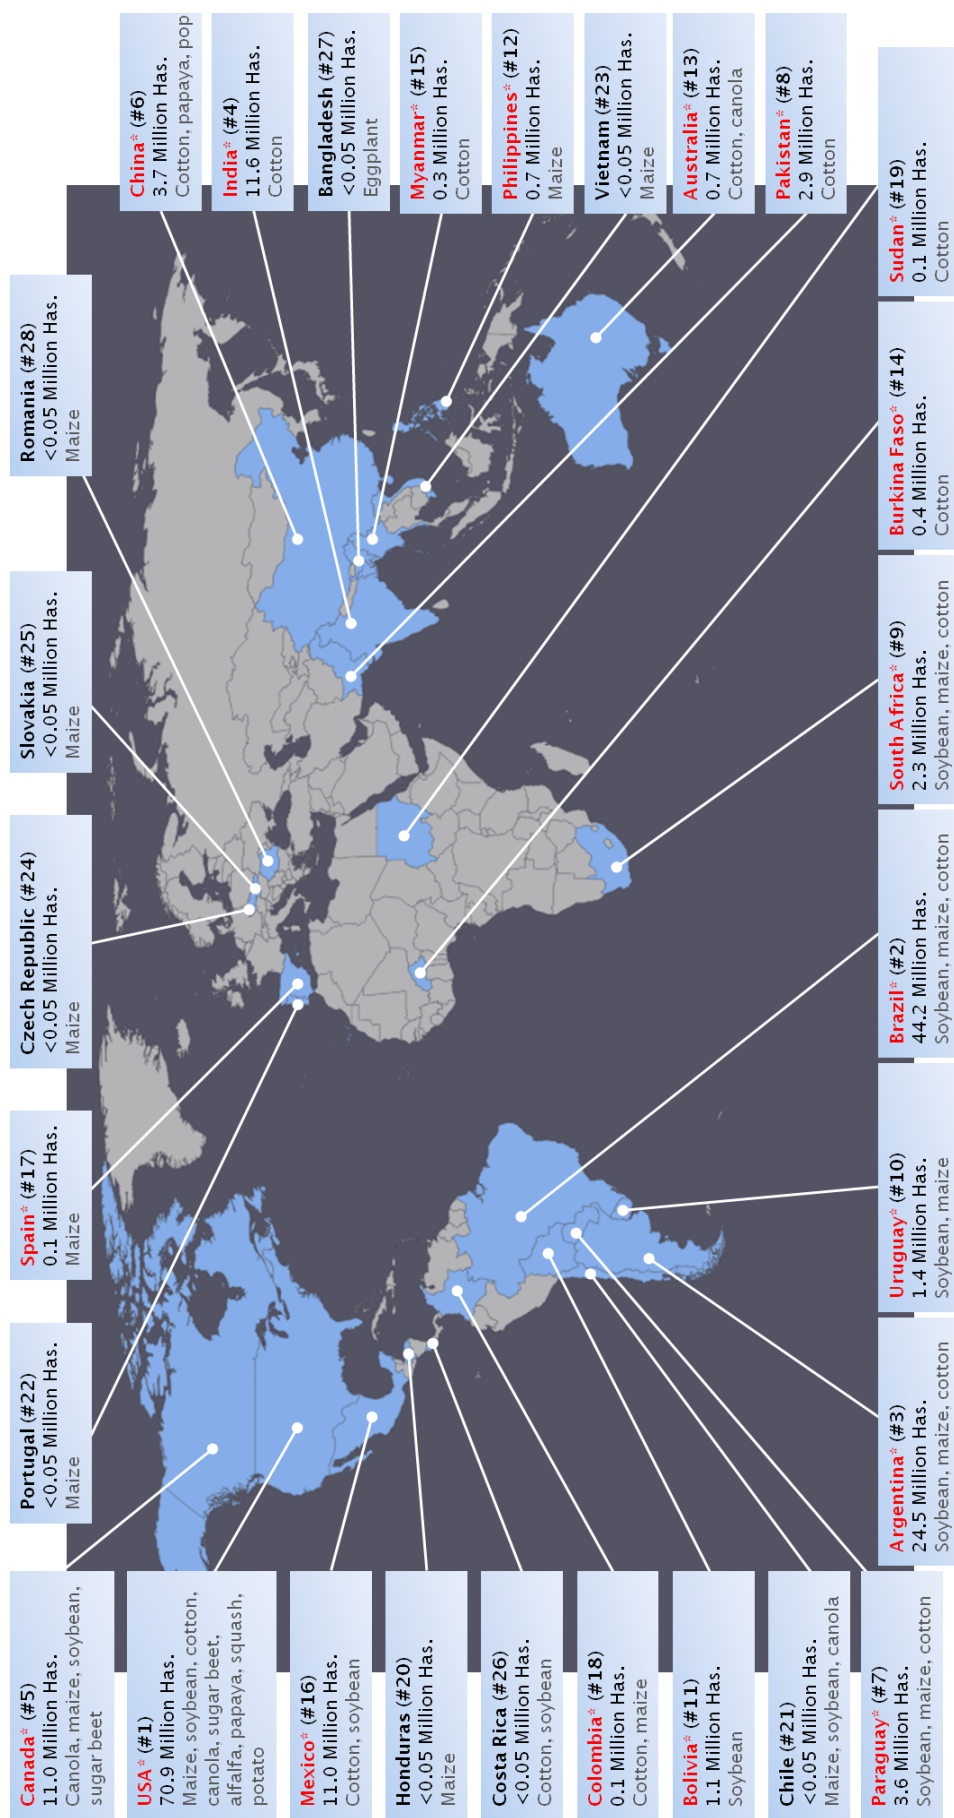 Canada* (#5)
11.0 Million Has.
Canola, maize, soybean,
sugar beet
USA* (#1)
70.9 Million Has.
Maize, soybean, cotton,
canola, sugar beet,
alfalfa, papaya, squash,
potato
Mexico* (#16)
11.0 Million Has.
Cotton, soybean
Honduras (#20)
<0.05 Million Has.
Maize
Costa Rica (#26)
<0.05 Million Has.
Cotton, soybean
Colombia* (#18)
0.1 Million Has.
Cotton, maize
Bolivia* (#11)
1.1 Million Has.
Soybean
Chile (#21)
<0.05 Million Has.
Maize, soybean, canola
Paraguay* (#7)
3.6 Million Has.
Soybean, maize, cotton
Portugal (#22)
<0.05 Million Has.
Maize
Spain* (#17)
0.1 Million Has.
Maize
Czech Republic (#24)
<0.05 Million Has.
Maize
Slovakia (#25)
<0.05 Million Has.
Maize
Romania (#28)
<0.05 Million Has.
Maize
China* (#6)
3.7 Million Has.
Cotton, papaya, pop
India* (#4)
11.6 Million Has.
Cotton
Bangladesh (#27)
<0.05 Million Has.
Eggplant
Myanmar* (#15)
0.3 Million Has.
Cotton
Philippines* (#12)
0.7 Million Has.
Maize
Vietnam (#23)
<0.05 Million Has.
Maize
Australia* (#13)
0.7 Million Has.
Cotton, canola
Pakistan* (#8)
2.9 Million Has.
Cotton
Argentina* (#3)
24.5 Million Has.
Soybean, maize, cotton
Uruguay* (#10)
1.4 Million Has.
Soybean, maize
Brazil* (#2)
44.2 Million Has.
Soybean, maize, cotton
South Africa* (#9)
2.3 Million Has.
Soybean, maize, cotton
Burkina Faso* (#14)
0.4 Million Has.
Cotton
Sudan* (#19)
0.1 Million Has.
Cotton